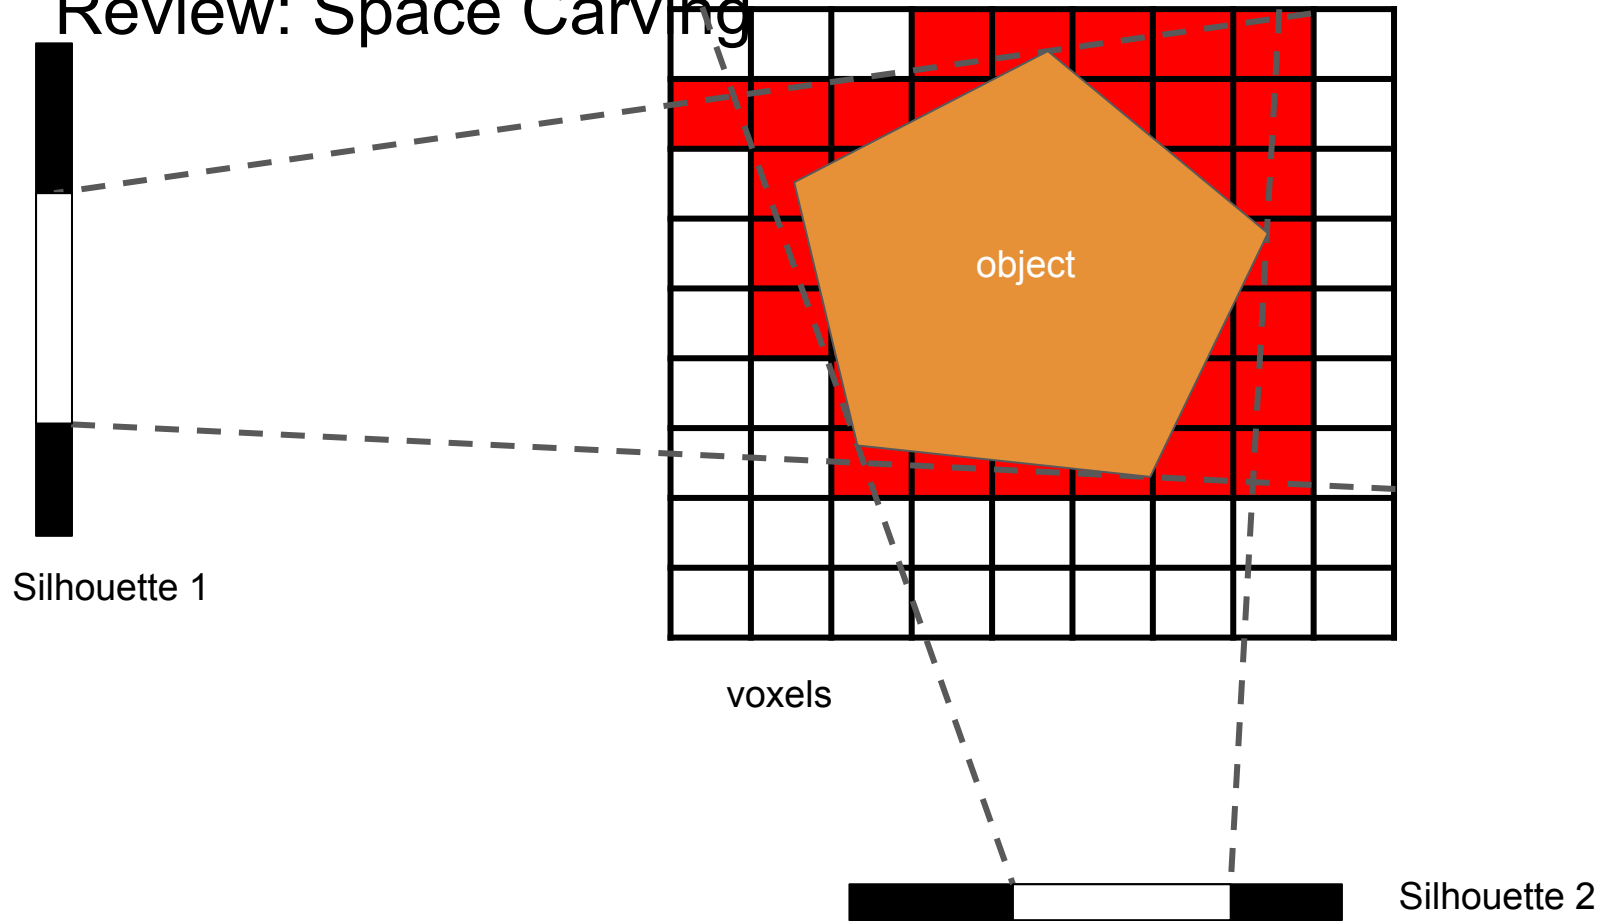 Review: Space Carving
object
Silhouette 1
voxels
Silhouette 2